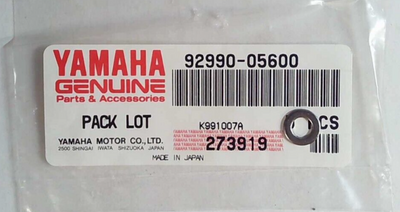 YAMAHA 92990-05600
GENUINE
Parts & Accessories
PACK LOT K991007A CS
YAMAHA MOTOR CO., LTD. 273919
2500 SHINGAI IWATA SHIZUOKA JAPAN
MADE IN JAPAN